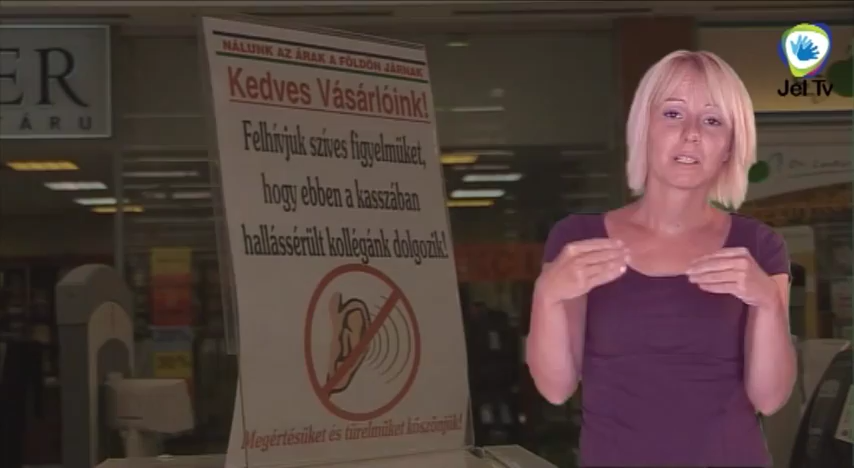 ER
ÁRU
NÁLUNK AZ ÁRAK A FÖLDÖN JÁRNAK
Kedves Vásárlóink!
Felhívjuk szíves figyelmüket,
hogy ebben a kasszában
hallássérült kollégánk dolgozik!
Megértésüket és türelmüket köszönjük!
Jel Tv